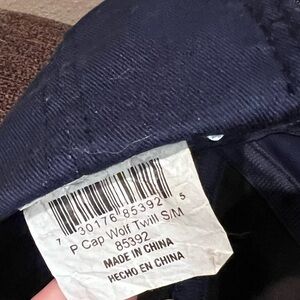 7 30176 85392 5
P Cap Wolf Twill S/M
85392
MADE IN CHINA
HECHO EN CHINA